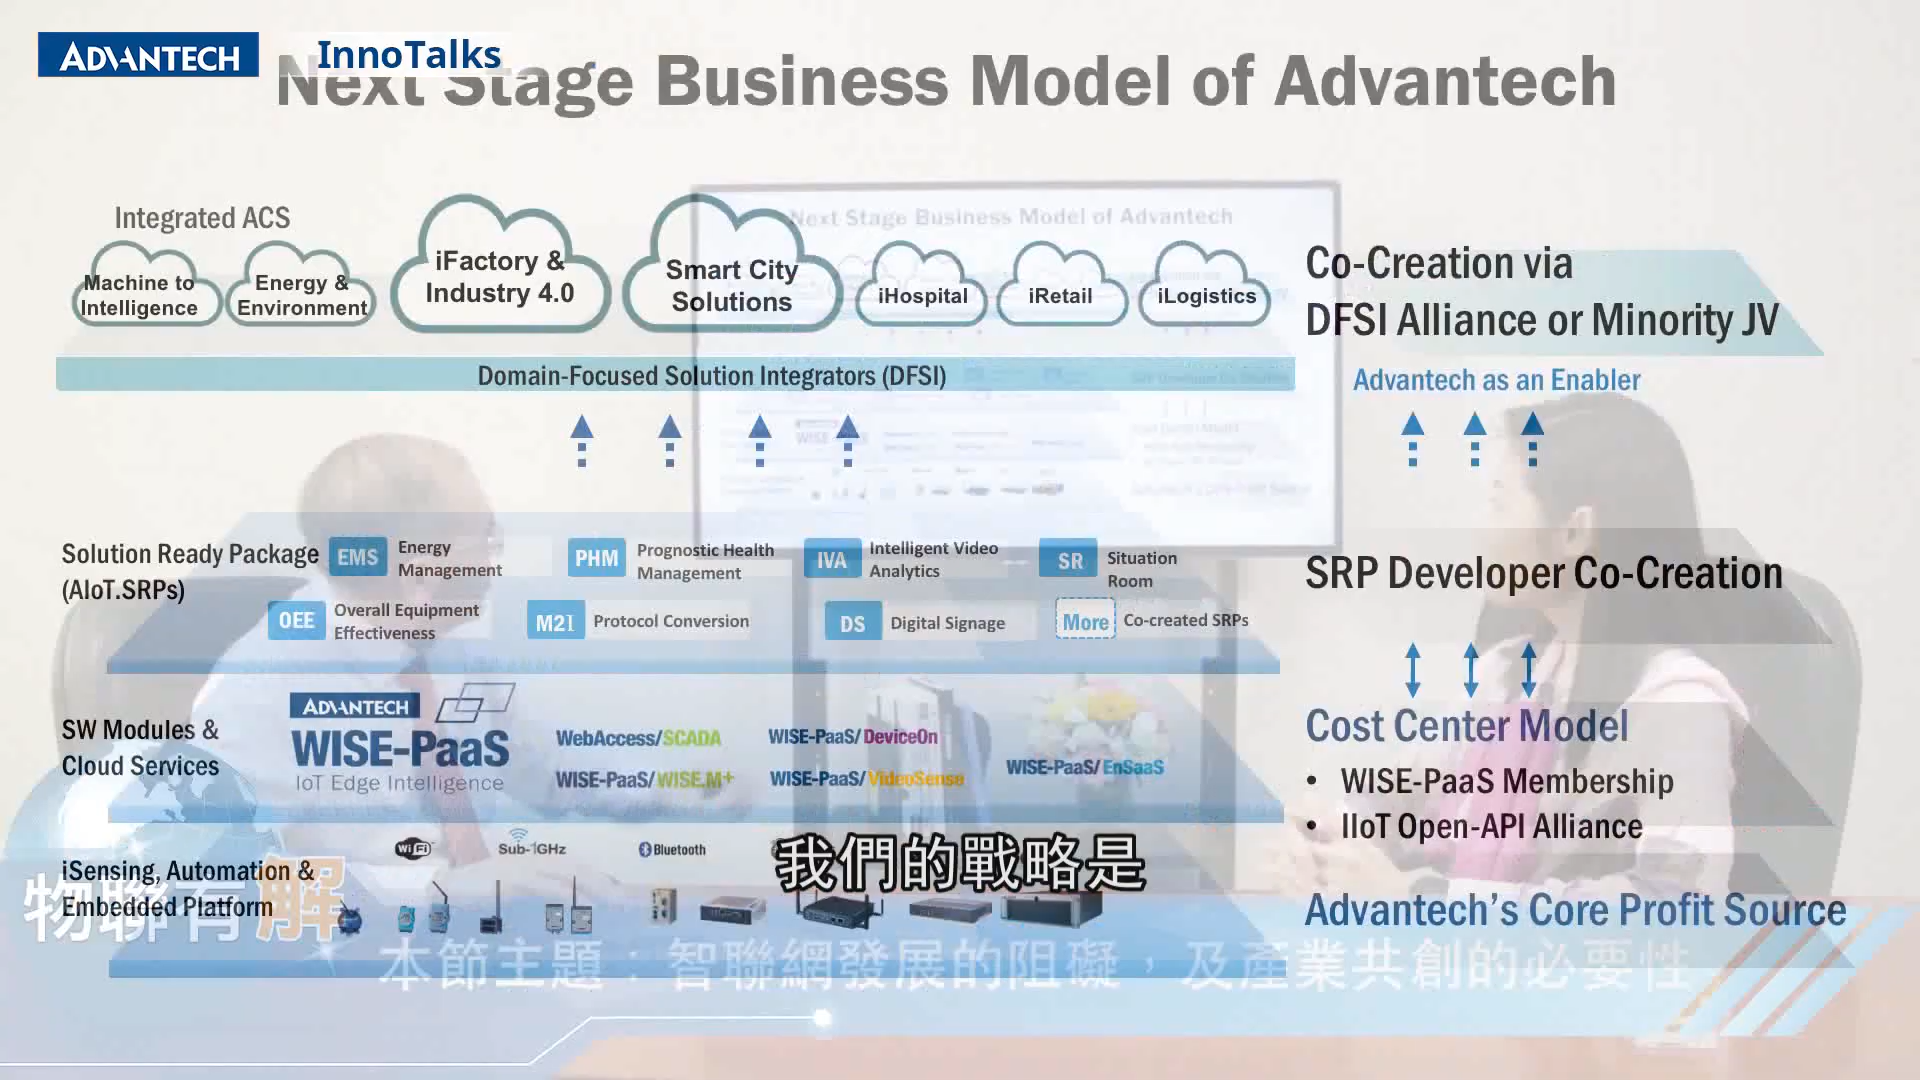 ADVANTECH
InnoTalks
Next Stage Business Model of Advantech
Next Stage Business Model of Advantech
Integrated ACS
Machine to
Intelligence
Energy &
Environment
iFactory &
Industry 4.0
Smart City
Solutions
iHospital
iRetail
iLogistics
Co-Creation via
DFSI Alliance or Minority JV
Domain-Focused Solution Integrators (DFSI)
Advantech as an Enabler
Solution Ready Package
(AIoT.SRPs)
EMS
Energy
Management
PHM
Prognostic Health
Management
IVA
Intelligent Video
Analytics
SR
Situation
Room
OEE
Overall Equipment
Effectiveness
M2I
Protocol Conversion
DS
Digital Signage
More
Co-created SRPs
SRP Developer Co-Creation
SW Modules &
Cloud Services
ADVANTECH
WISE-PaaS
IoT Edge Intelligence
WebAccess/SCADA
WISE-PaaS/DeviceOn
WISE-PaaS/WISE.M+
WISE-PaaS/VideoSense
WISE-PaaS/EnSaaS
Cost Center Model
• WISE-PaaS Membership
• IIoT Open-API Alliance
iSensing, Automation &
Embedded Platform
WiFi
Sub-1GHz
Bluetooth
我們的戰略是
Advantech's Core Profit Source
物聯有解
本節主題：智聯網發展的阻礙，及產業共創的必要性